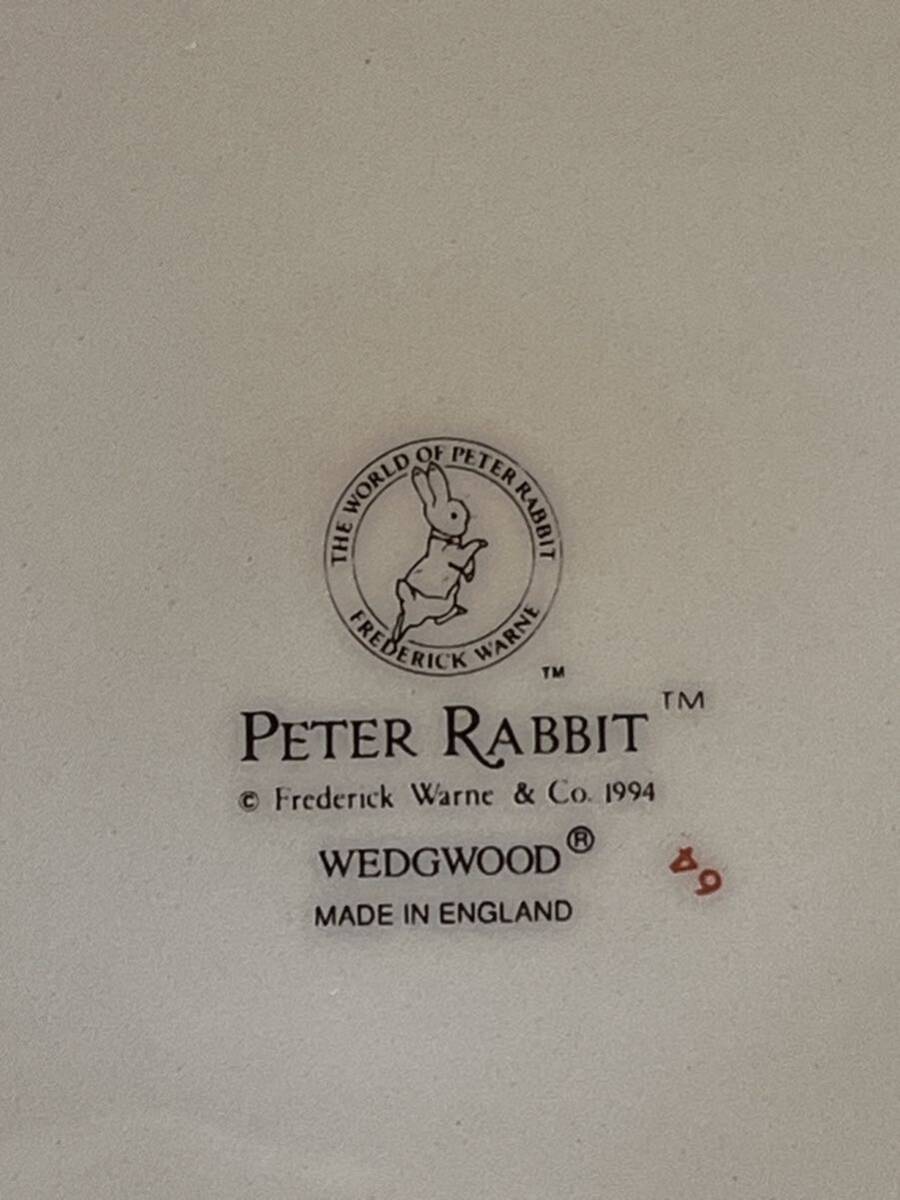 THE WORLD OF PETER RABBIT
FREDERICK WARNE
TM
PETER RABBIT TM
© Frederick Warne & Co. 1994
WEDGWOOD®
MADE IN ENGLAND